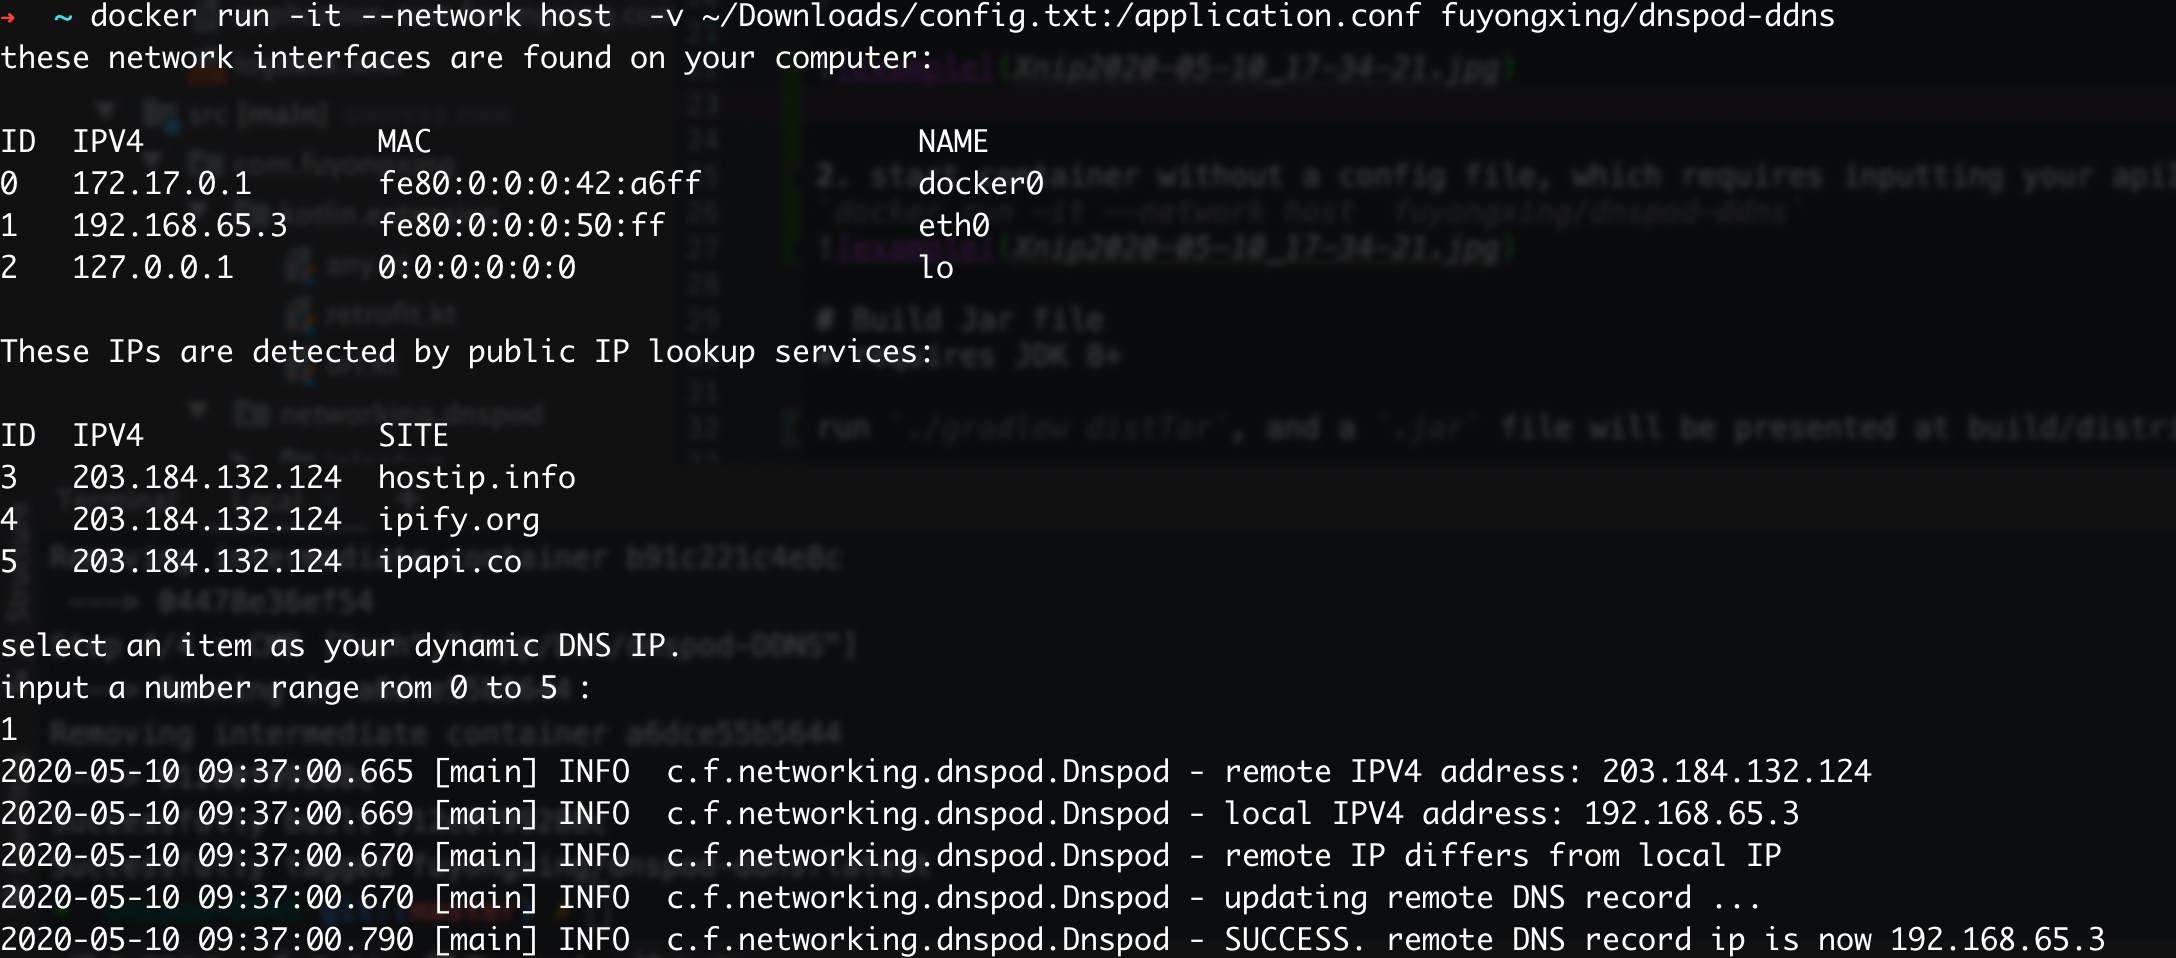 ➜  ~ docker run -it --network host  -v ~/Downloads/config.txt:/application.conf fuyongxing/dnspod-ddns
these network interfaces are found on your computer:
ID  IPV4             MAC                           NAME
0   172.17.0.1       fe80:0:0:0:42:a6ff            docker0
1   192.168.65.3     fe80:0:0:0:50:ff              eth0
2   127.0.0.1        0:0:0:0:0:0                   lo
These IPs are detected by public IP lookup services:
ID  IPV4             SITE
3   203.184.132.124  hostip.info
4   203.184.132.124  ipify.org
5   203.184.132.124  ipapi.co
select an item as your dynamic DNS IP.
input a number range rom 0 to 5 :
1
2020-05-10 09:37:00.665 [main] INFO  c.f.networking.dnspod.Dnspod - remote IPV4 address: 203.184.132.124
2020-05-10 09:37:00.669 [main] INFO  c.f.networking.dnspod.Dnspod - local IPV4 address: 192.168.65.3
2020-05-10 09:37:00.670 [main] INFO  c.f.networking.dnspod.Dnspod - remote IP differs from local IP
2020-05-10 09:37:00.670 [main] INFO  c.f.networking.dnspod.Dnspod - updating remote DNS record ...
2020-05-10 09:37:00.790 [main] INFO  c.f.networking.dnspod.Dnspod - SUCCESS. remote DNS record ip is now 192.168.65.3